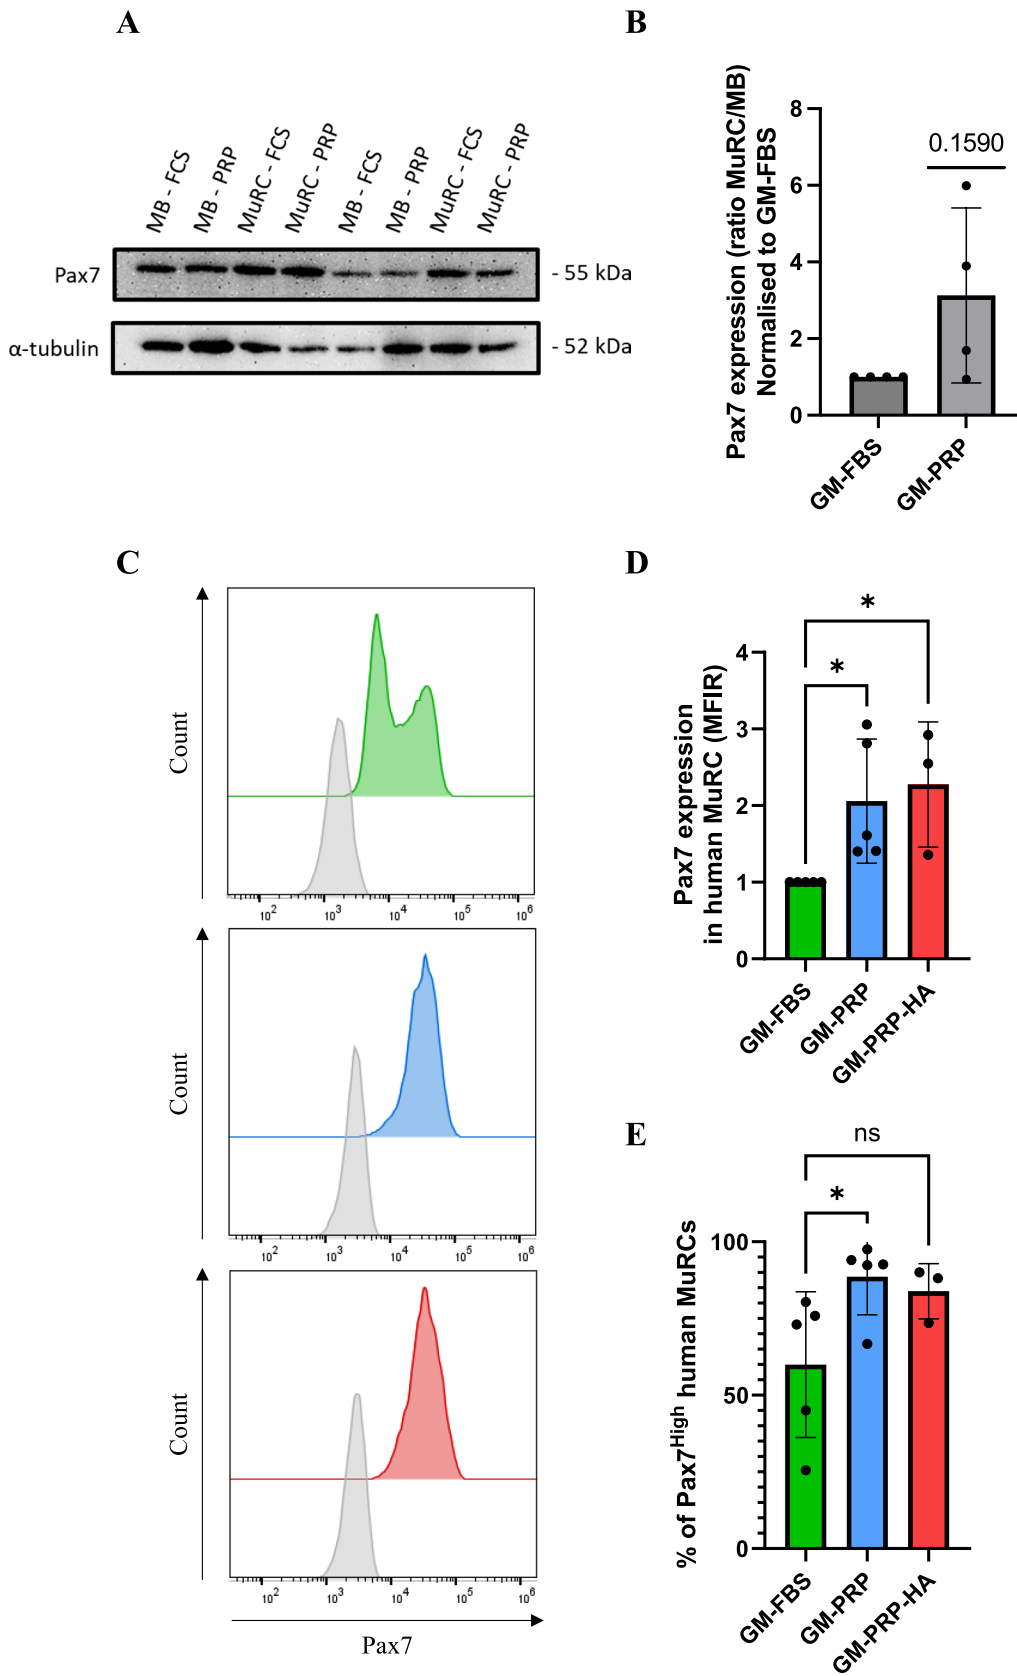 A
MB - FCS
MB - PRP
MuRC - FCS
MuRC - PRP
MB - FCS
MB - PRP
MuRC - FCS
MuRC - PRP
Pax7
- 55 kDa
α-tubulin
- 52 kDa
B
Pax7 expression (ratio MuRC/MB)
Normalised to GM-FBS
8
6
4
2
0
0.1590
GM-FBS
GM-PRP
C
Count
10² 10³ 10⁴ 10⁵ 10⁶
Count
10² 10³ 10⁴ 10⁵ 10⁶
Count
10² 10³ 10⁴ 10⁵ 10⁶
Pax7
D
Pax7 expression
in human MuRC (MFIR)
4
3
2
1
0
*
*
GM-FBS
GM-PRP
GM-PRP-HA
E
% of Pax7ᴴⁱᵍʰ human MuRCs
100
50
0
ns
*
GM-FBS
GM-PRP
GM-PRP-HA